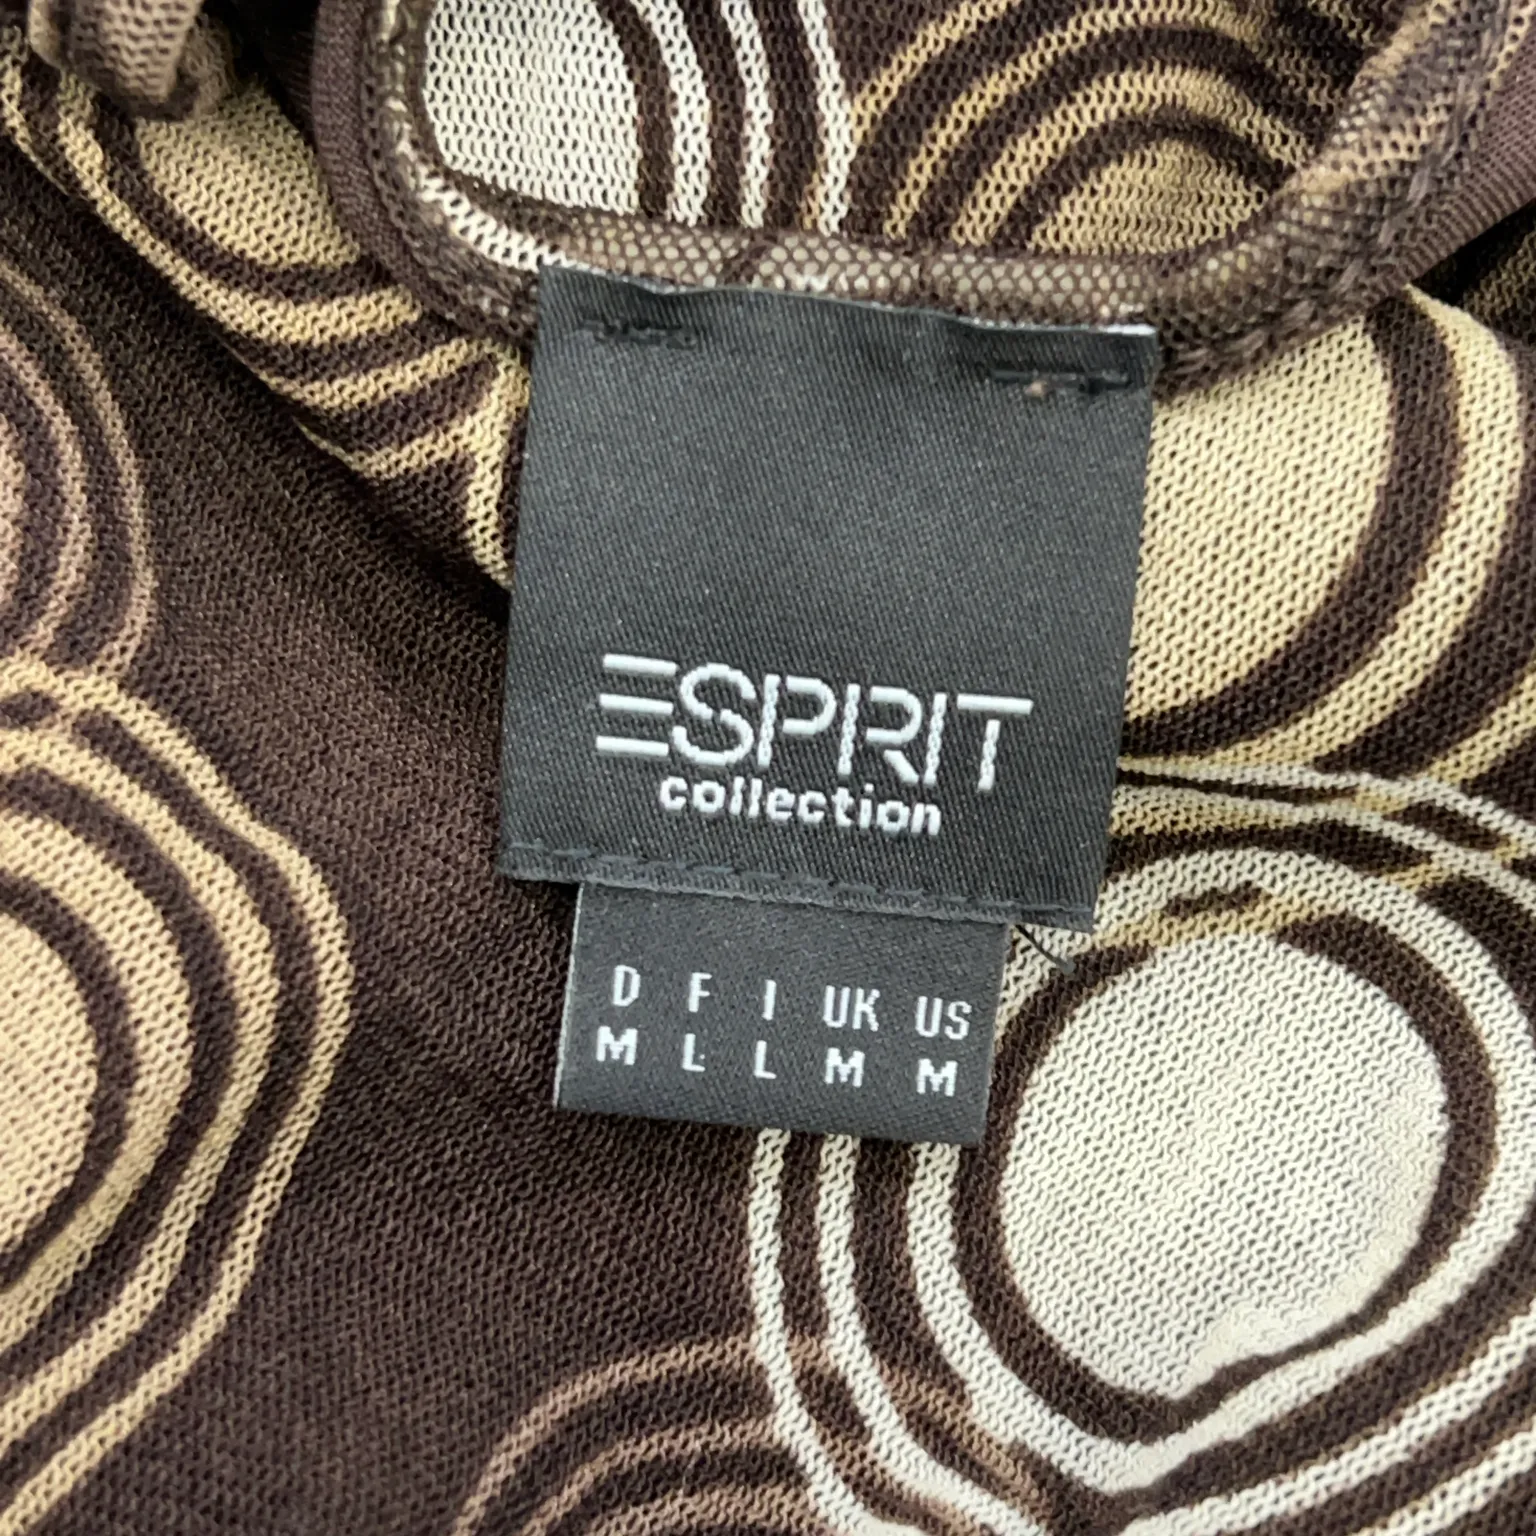 ESPRIT
collection
D F I UK US
M L L M M